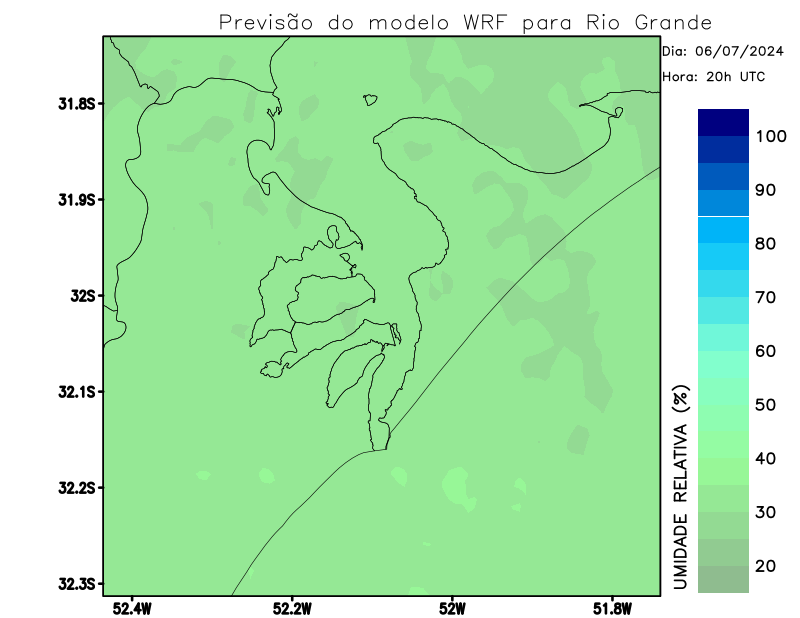 Previsão do modelo WRF para Rio Grande
Dia: 06/07/2024
Hora: 20h UTC
31.8S
31.9S
32S
32.1S
32.2S
32.3S
52.4W
52.2W
52W
51.8W
100
90
80
70
60
50
40
30
20
UMIDADE RELATIVA (%)